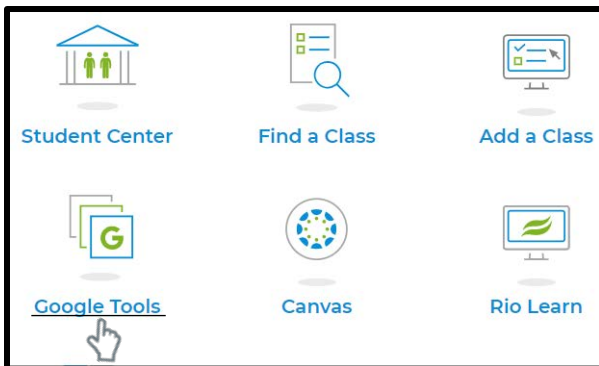 Student Center
Find a Class
Add a Class
G
Google Tools
Canvas
Rio Learn